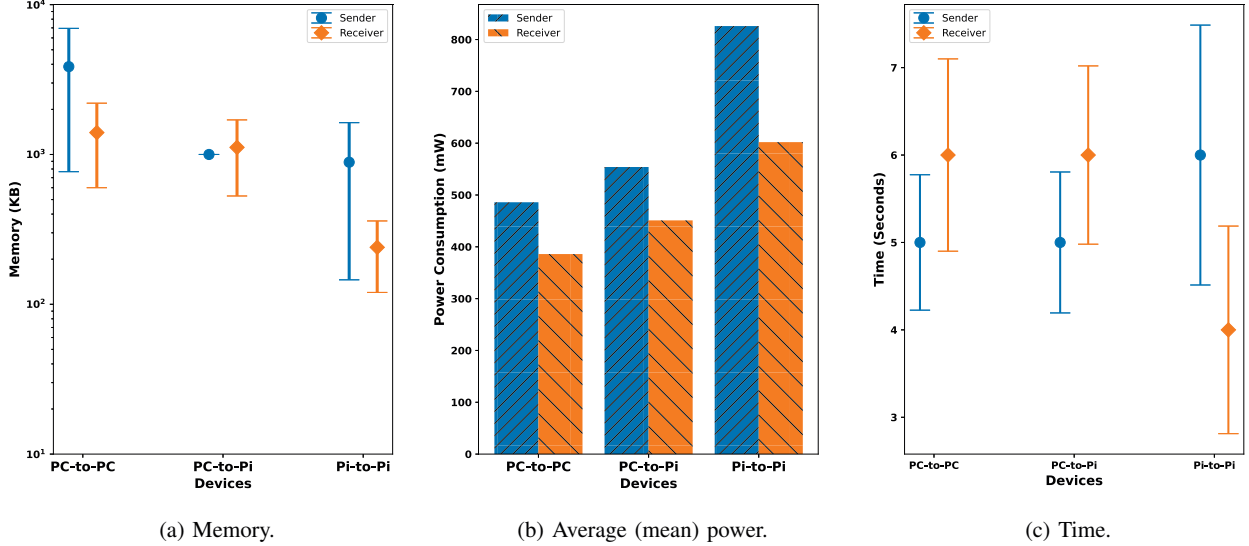 10⁴
10³
10²
10¹
Memory (KB)
Sender
Receiver
PC-to-PC
PC-to-Pi
Pi-to-Pi
Devices
(a) Memory.
800
700
600
500
400
300
200
100
0
Power Consumption (mW)
Sender
Receiver
PC-to-PC
PC-to-Pi
Pi-to-Pi
Devices
(b) Average (mean) power.
7
6
5
4
3
Time (Seconds)
Sender
Receiver
PC-to-PC
PC-to-Pi
Pi-to-Pi
Devices
(c) Time.